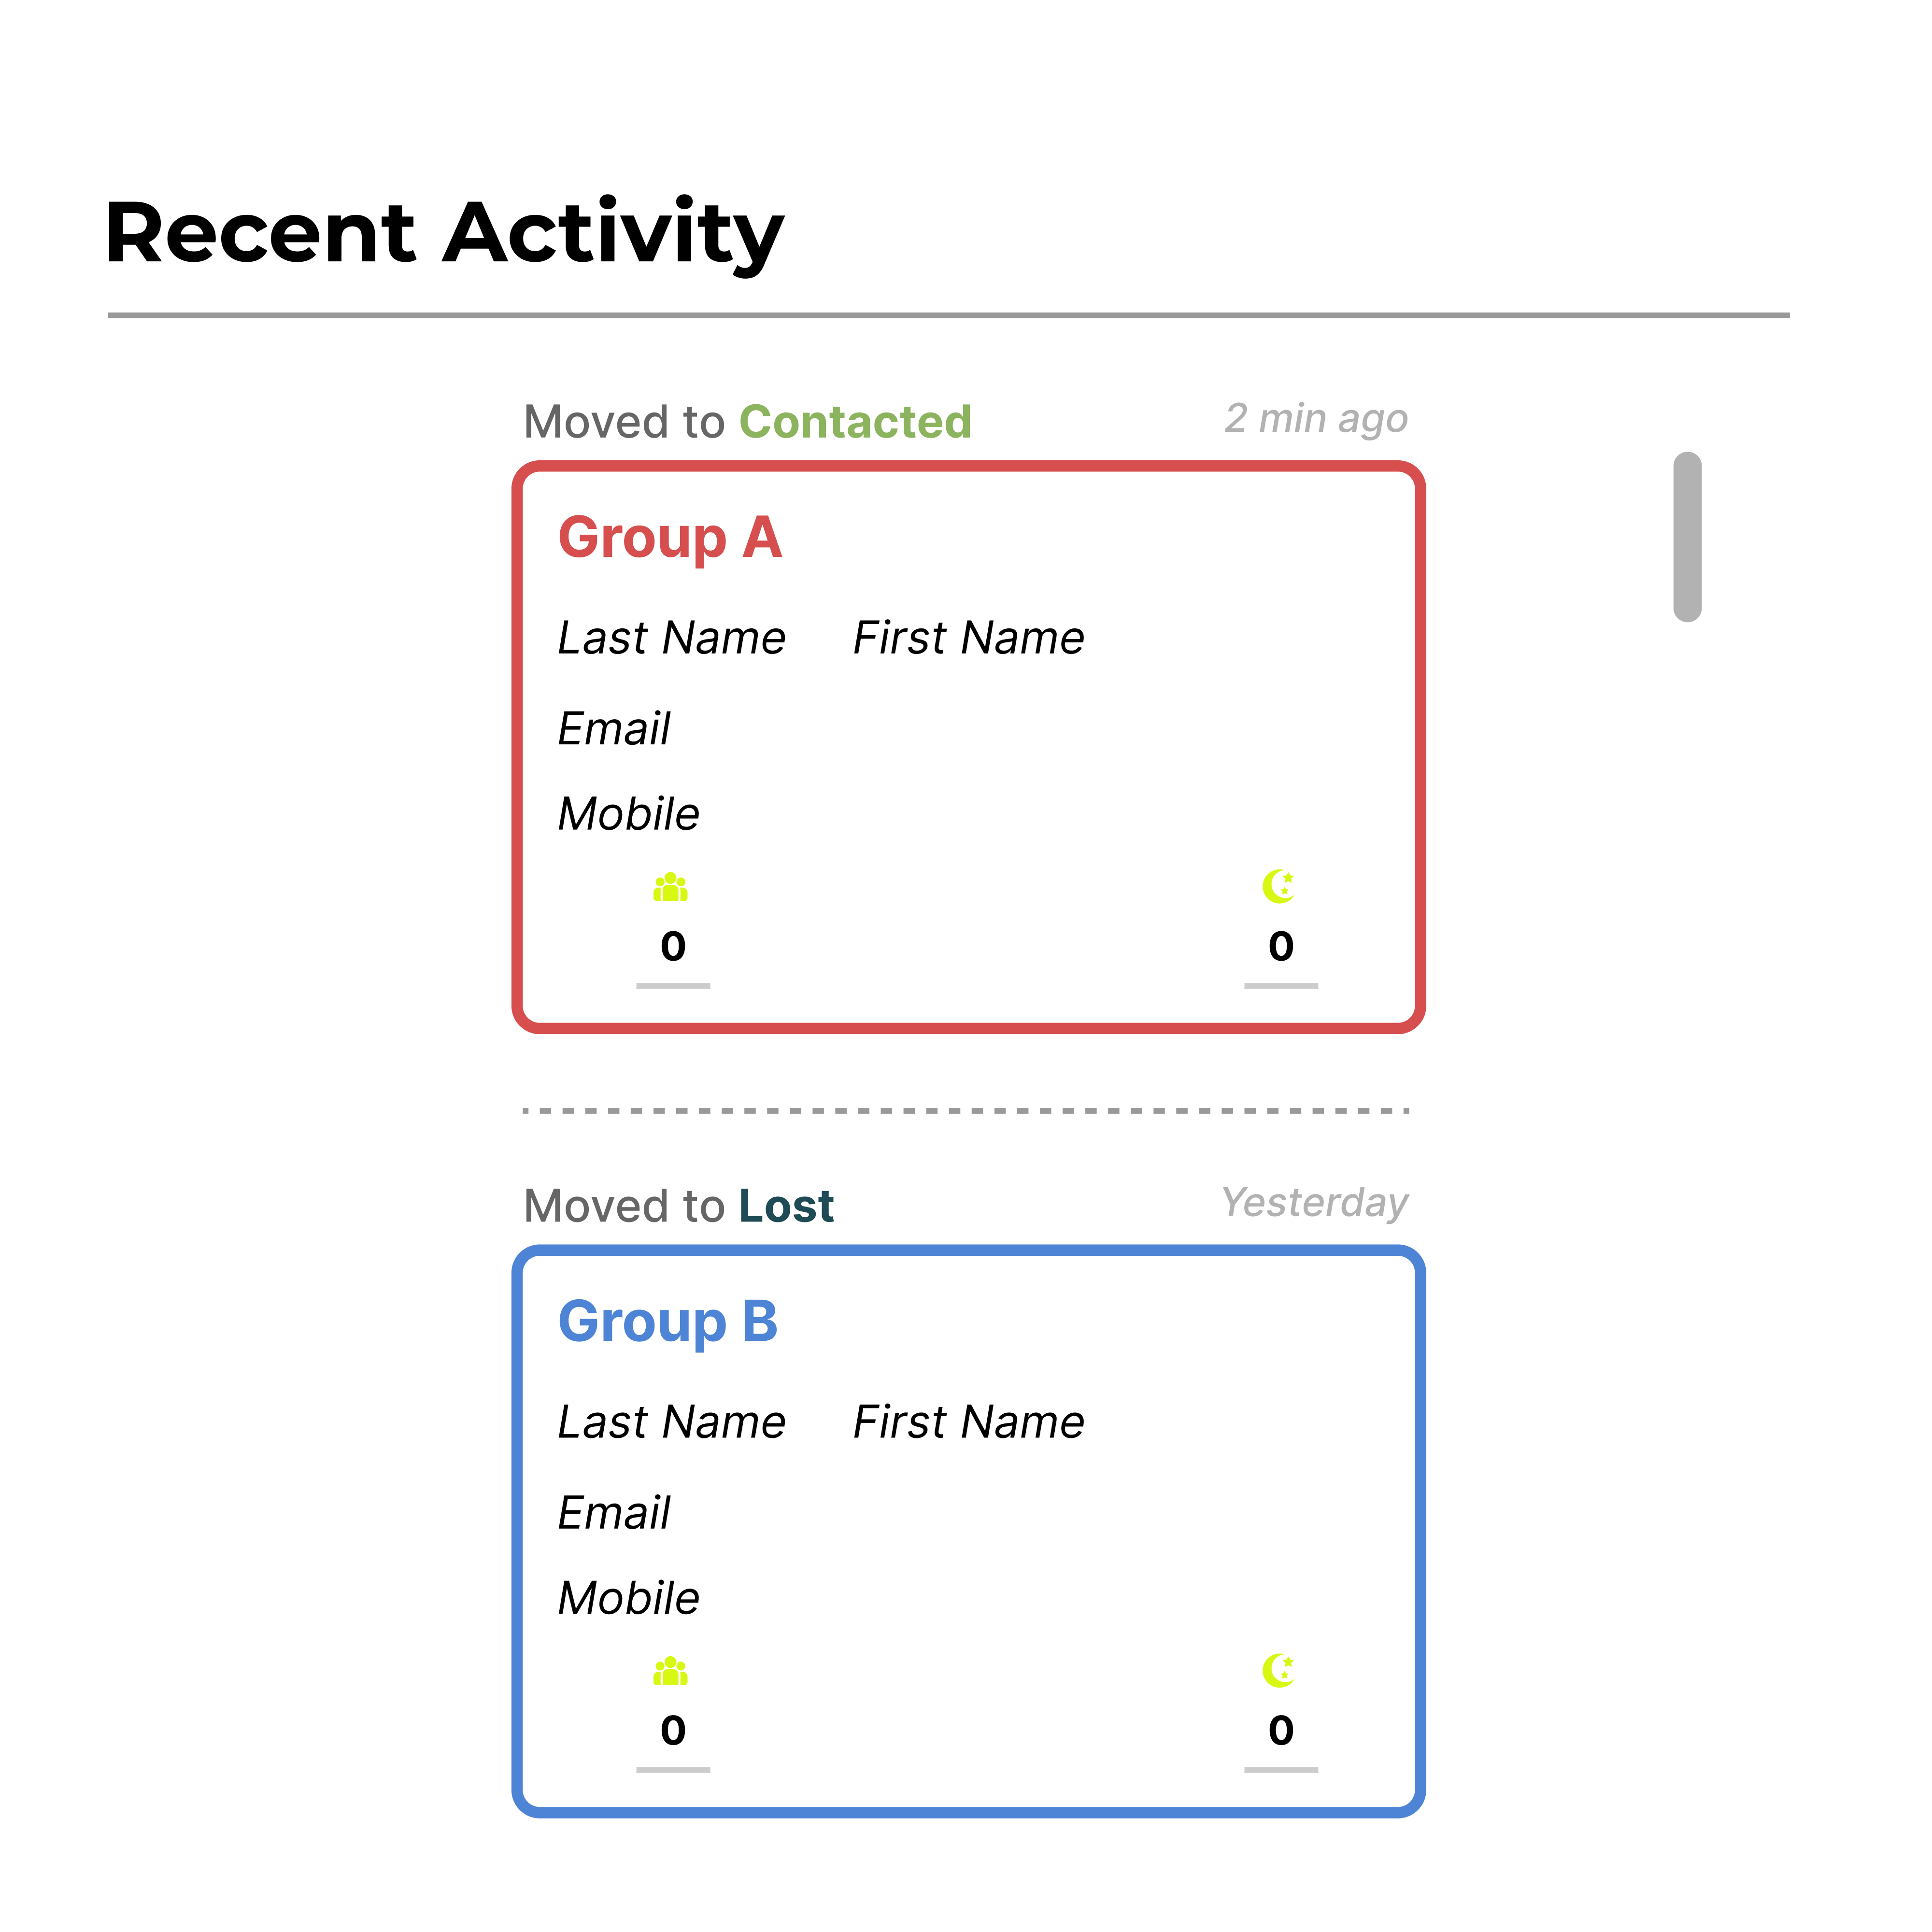 Recent Activity
Moved to Contacted 2 min ago
Group A
Last Name First Name
Email
Mobile
0 0
Moved to Lost Yesterday
Group B
Last Name First Name
Email
Mobile
0 0